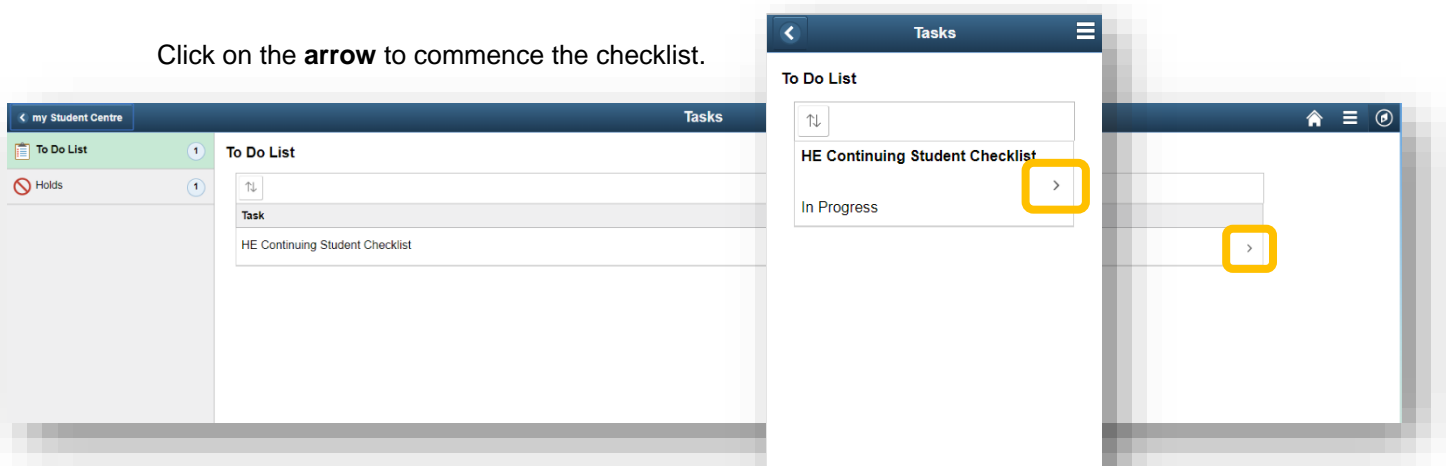 Click on the arrow to commence the checklist.
my Student Centre
Tasks
To Do List 1
Holds 1
To Do List
Task
HE Continuing Student Checklist
Tasks
To Do List
HE Continuing Student Checklist
In Progress